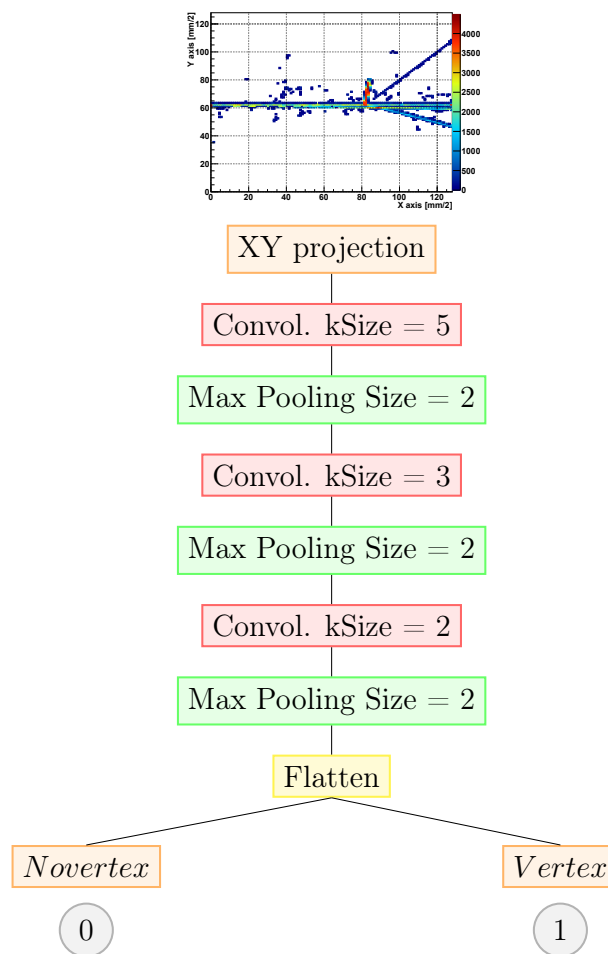 Y axis [mm/2]
120
100
80
60
40
20
0
0 20 40 60 80 100 120
X axis [mm/2]
4000
3500
3000
2500
2000
1500
1000
500
0
XY projection
Convol. kSize = 5
Max Pooling Size = 2
Convol. kSize = 3
Max Pooling Size = 2
Convol. kSize = 2
Max Pooling Size = 2
Flatten
Novertex Vertex
0 1